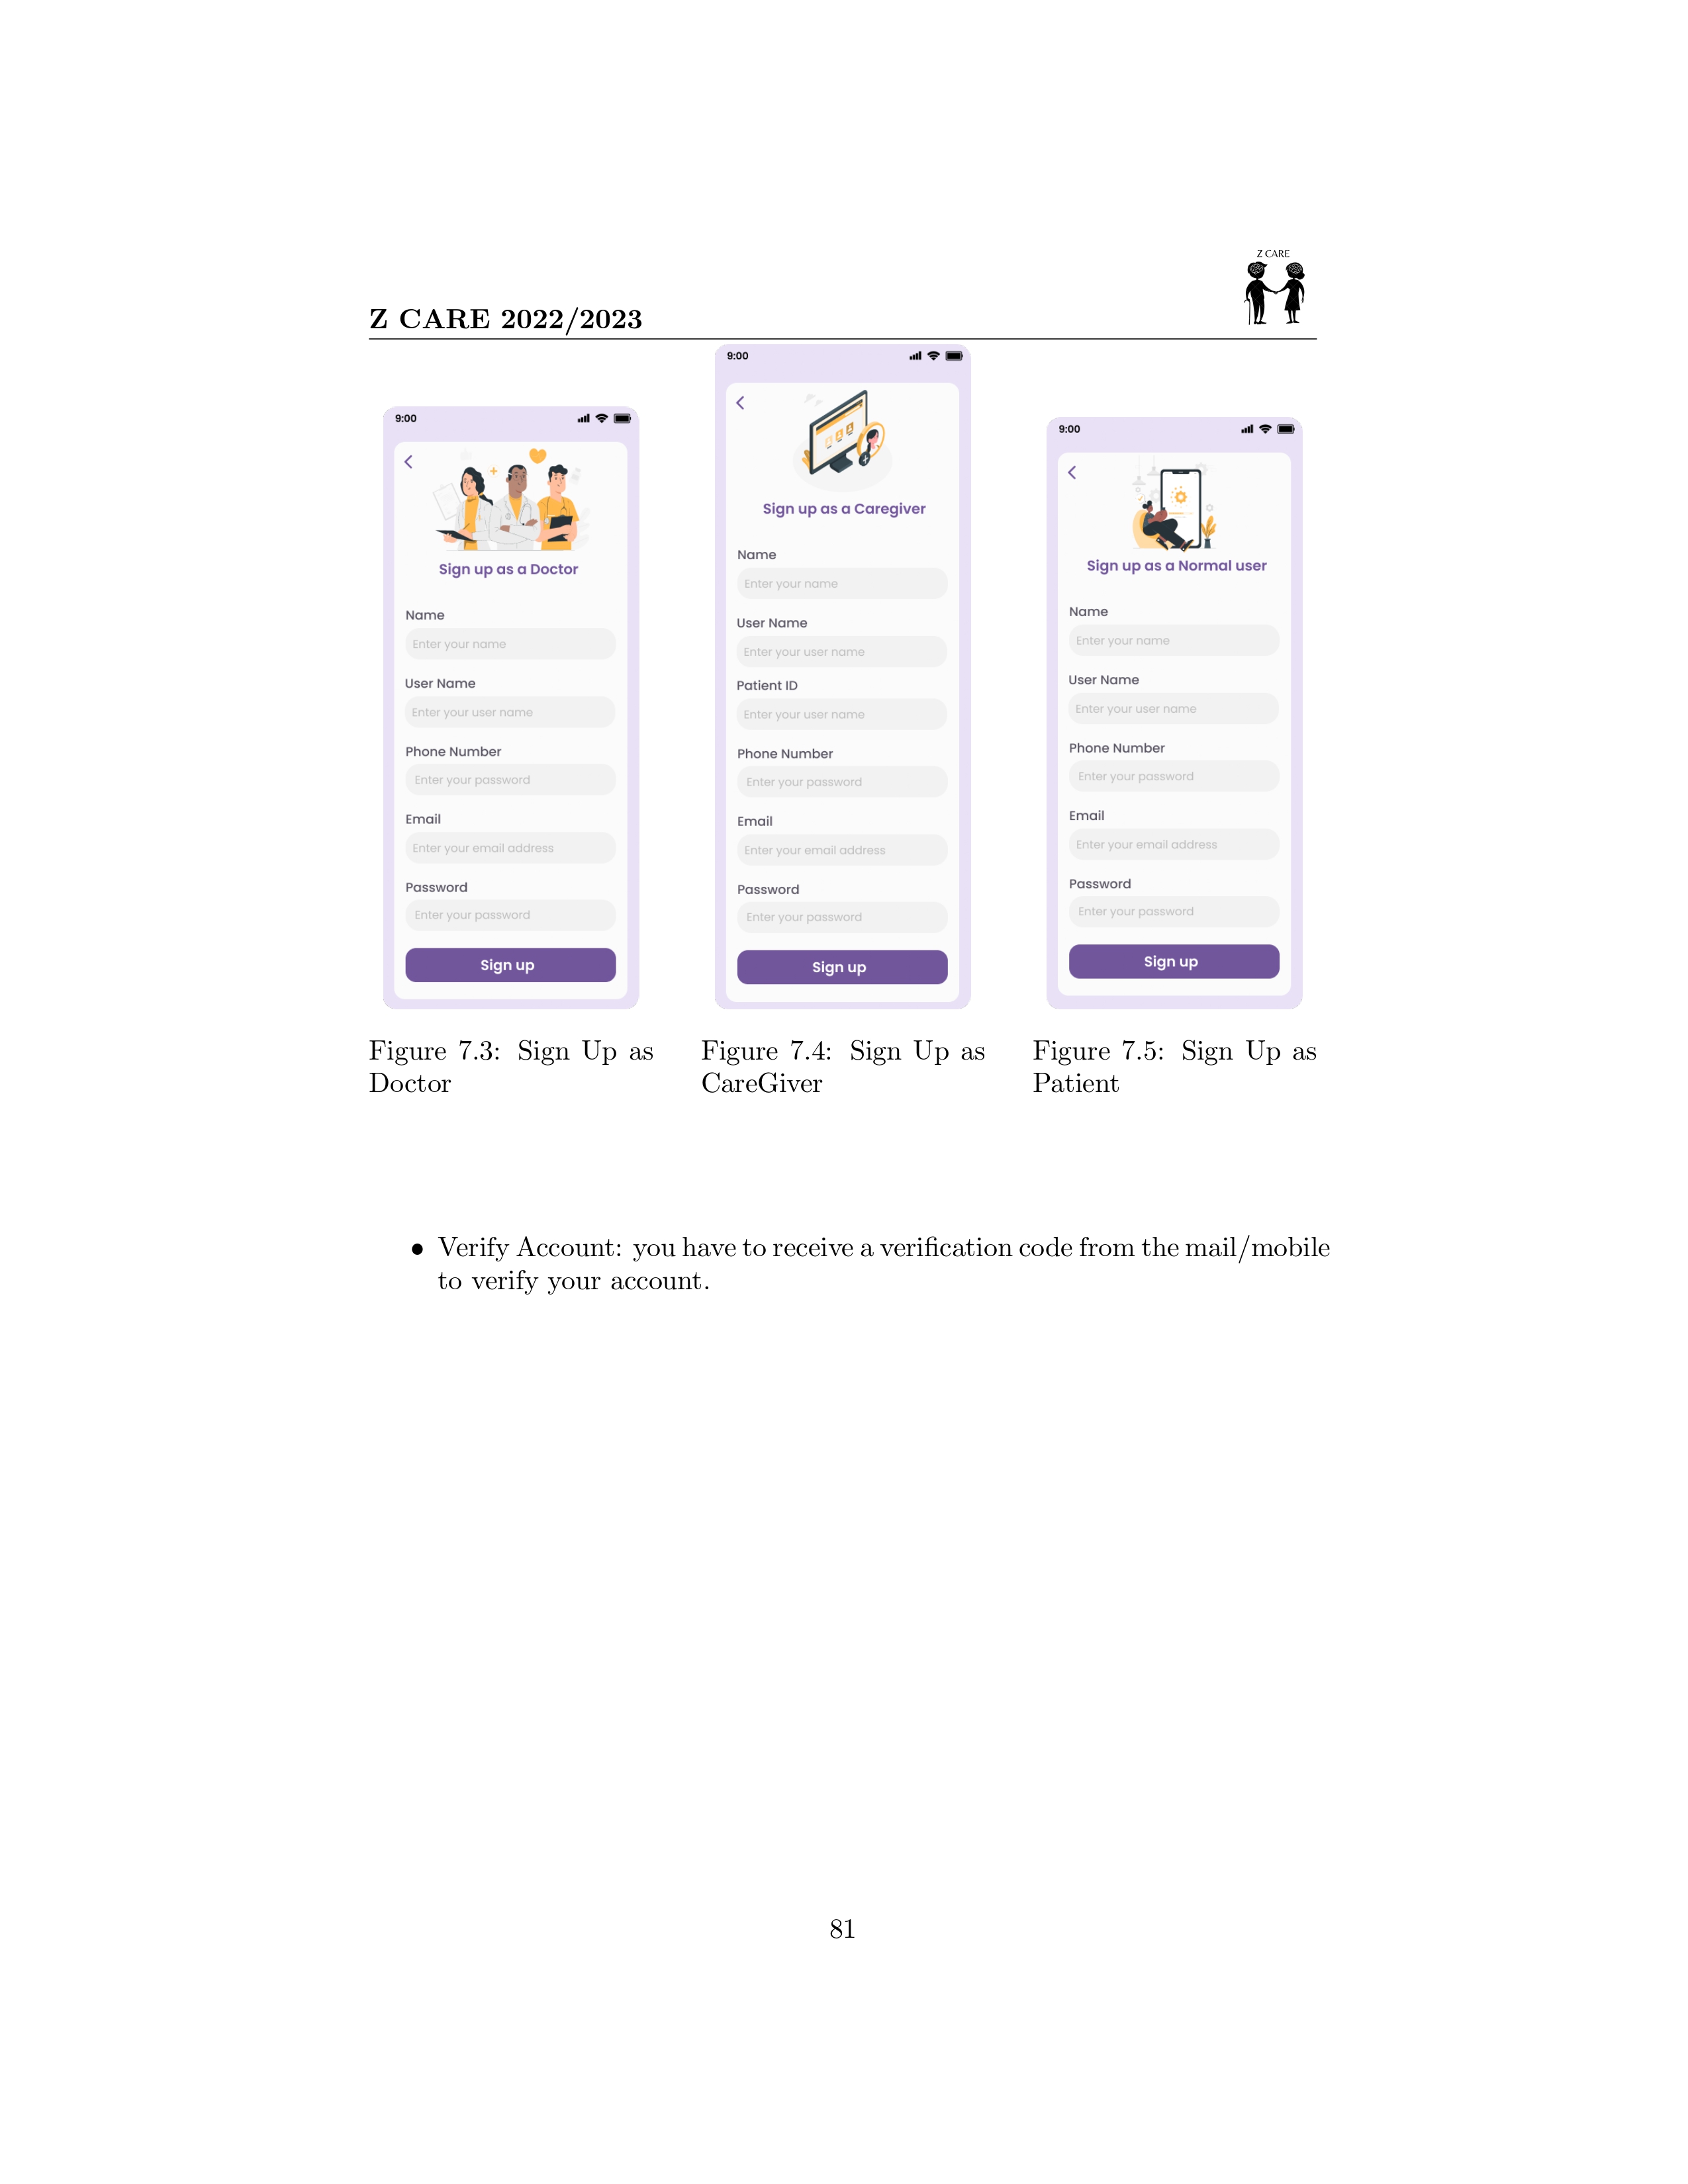 Z CARE
Z CARE 2022/2023
9:00
Sign up as a Doctor
Name
Enter your name
User Name
Enter your user name
Phone Number
Enter your password
Email
Enter your email address
Password
Enter your password
Sign up
Figure 7.3: Sign Up as
Doctor
9:00
Sign up as a Caregiver
Name
Enter your name
User Name
Enter your user name
Patient ID
Enter your user name
Phone Number
Enter your password
Email
Enter your email address
Password
Enter your password
Sign up
Figure 7.4: Sign Up as
CareGiver
9:00
Sign up as a Normal user
Name
Enter your name
User Name
Enter your user name
Phone Number
Enter your password
Email
Enter your email address
Password
Enter your password
Sign up
Figure 7.5: Sign Up as
Patient
• Verify Account: you have to receive a verification code from the mail/mobile
to verify your account.
81